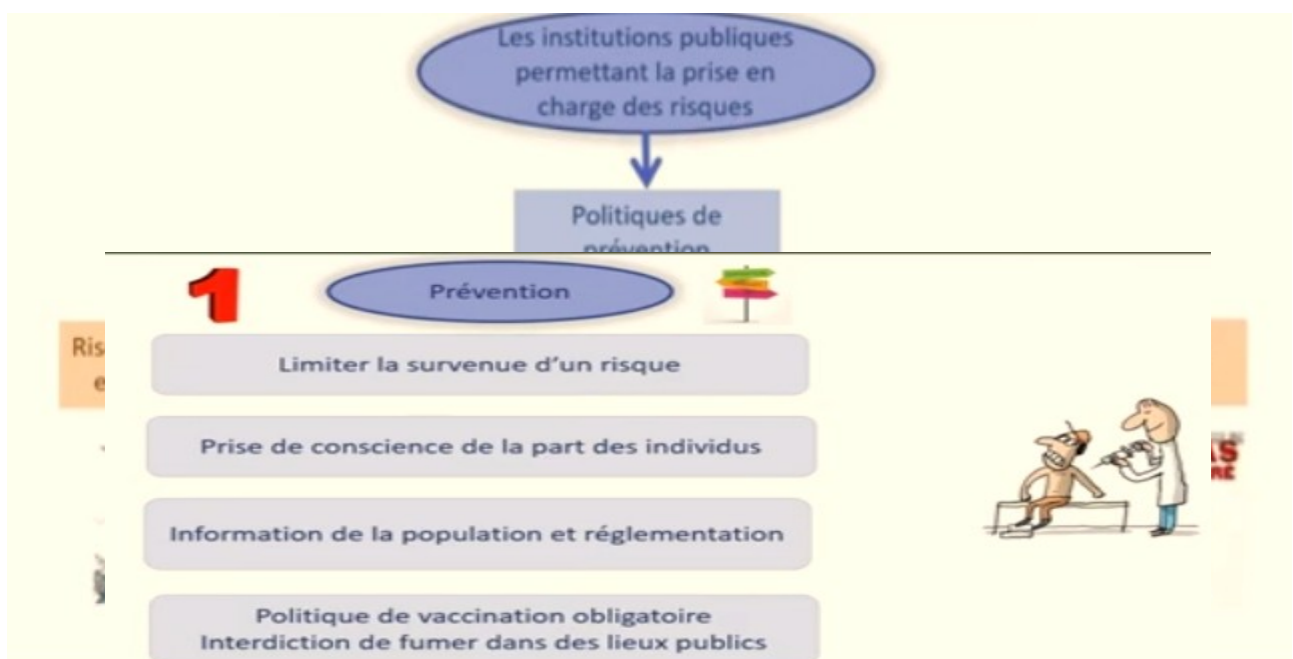 Les institutions publiques
permettant la prise en
charge des risques
Politiques de
prévention
1
Prévention
Limiter la survenue d'un risque
Prise de conscience de la part des individus
Information de la population et réglementation
Politique de vaccination obligatoire
Interdiction de fumer dans des lieux publics